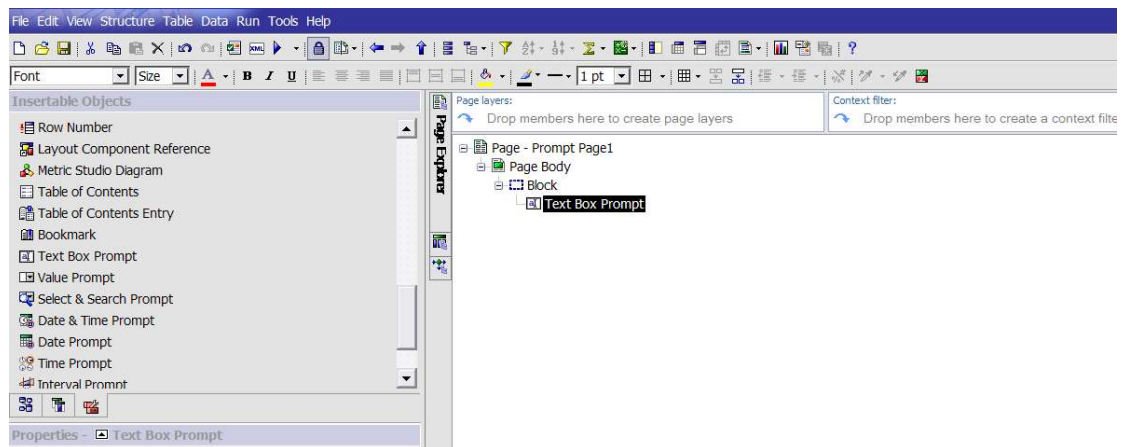 File Edit View Structure Table Data Run Tools Help
Font Size A B I U 1 pt
Insertable Objects
Row Number
Layout Component Reference
Metric Studio Diagram
Table of Contents
Table of Contents Entry
Bookmark
Text Box Prompt
Value Prompt
Select & Search Prompt
Date & Time Prompt
Date Prompt
Time Prompt
Interval Prompt
Properties - Text Box Prompt
Page Explorer
Page layers:
Drop members here to create page layers
Context filter:
Drop members here to create a context filte
Page - Prompt Page1
Page Body
Block
Text Box Prompt